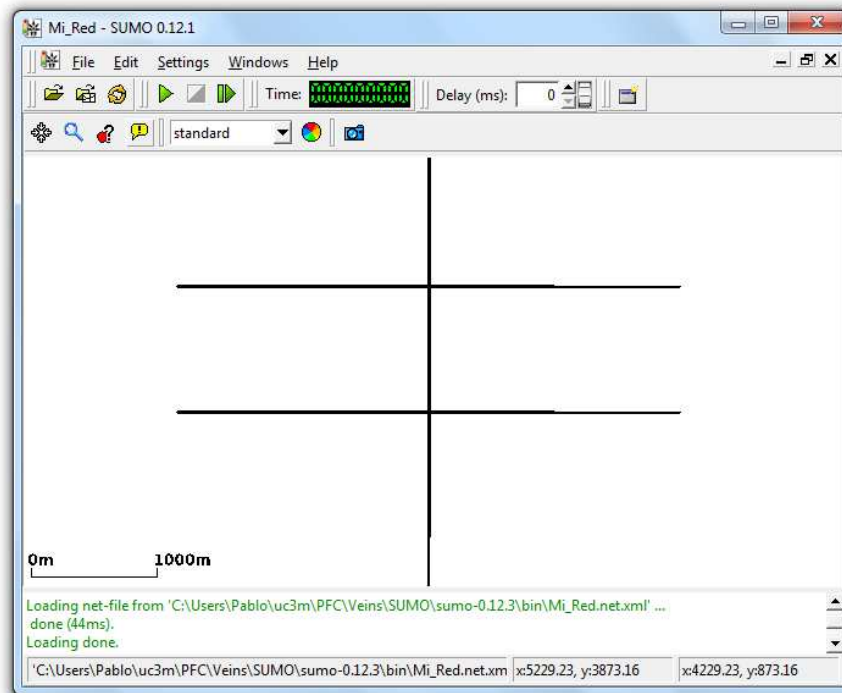 Mi_Red - SUMO 0.12.1
File Edit Settings Windows Help
Time: Delay (ms): 0
standard
0m 1000m
Loading net-file from 'C:\Users\Pablo\uc3m\PFC\Veins\SUMO\sumo-0.12.3\bin\Mi_Red.net.xml' ...
done (44ms).
Loading done.
'C:\Users\Pablo\uc3m\PFC\Veins\SUMO\sumo-0.12.3\bin\Mi_Red.net.xm x:5229.23, y:3873.16 x:4229.23, y:873.16